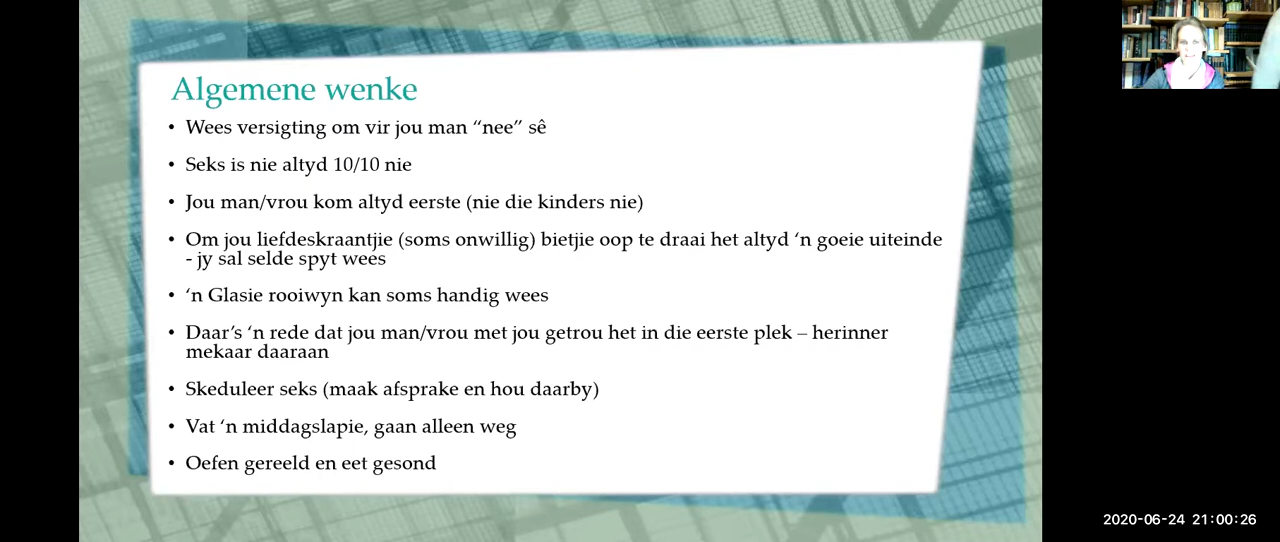 Algemene wenke
• Wees versigting om vir jou man “nee” sê
• Seks is nie altyd 10/10 nie
• Jou man/vrou kom altyd eerste (nie die kinders nie)
• Om jou liefdeskraantjie (soms onwillig) bietjie oop te draai het altyd ‘n goeie uiteinde
- jy sal selde spyt wees
• ‘n Glasie rooiwyn kan soms handig wees
• Daar’s ‘n rede dat jou man/vrou met jou getrou het in die eerste plek – herinner
mekaar daaraan
• Skeduleer seks (maak afsprake en hou daarby)
• Vat ‘n middagslapie, gaan alleen weg
• Oefen gereeld en eet gesond
2020-06-24 21:00:26